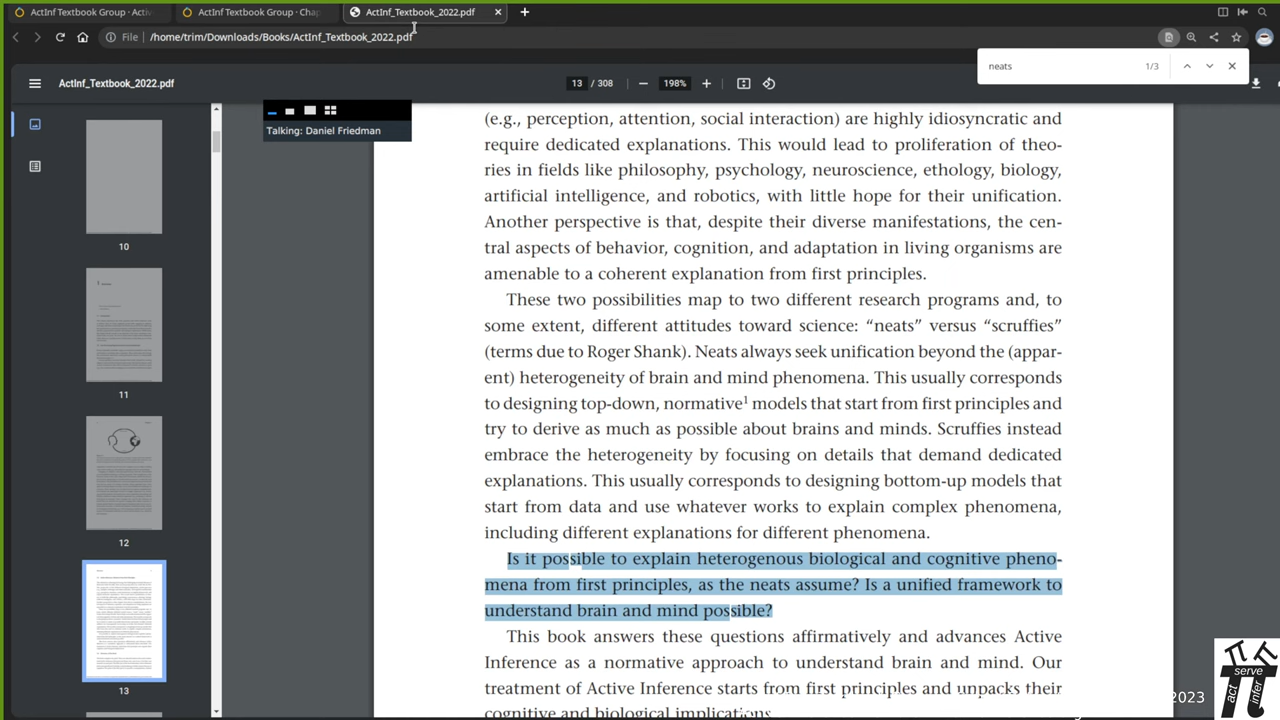 ActInf Textbook Group · Activ
ActInf Textbook Group · Chap
ActInf_Textbook_2022.pdf
File
/home/trim/Downloads/Books/ActInf_Textbook_2022.pdf
neats
1/3
ActInf_Textbook_2022.pdf
13 / 308
198%
Talking: Daniel Friedman
10
11
12
13
(e.g., perception, attention, social interaction) are highly idiosyncratic and
require dedicated explanations. This would lead to proliferation of theo-
ries in fields like philosophy, psychology, neuroscience, ethology, biology,
artificial intelligence, and robotics, with little hope for their unification.
Another perspective is that, despite their diverse manifestations, the cen-
tral aspects of behavior, cognition, and adaptation in living organisms are
amenable to a coherent explanation from first principles.
These two possibilities map to two different research programs and, to
some extent, different attitudes toward science: “neats” versus “scruffies”
(terms due to Roger Shank). Neats always seek unification beyond the (appar-
ent) heterogeneity of brain and mind phenomena. This usually corresponds
to designing top-down, normative¹ models that start from first principles and
try to derive as much as possible about brains and minds. Scruffies instead
embrace the heterogeneity by focusing on details that demand dedicated
explanations. This usually corresponds to designing bottom-up models that
start from data and use whatever works to explain complex phenomena,
including different explanations for different phenomena.
Is it possible to explain heterogenous biological and cognitive pheno-
mena from first principles, as the neats assume? Is a unified framework to
understand brain and mind possible?
This book answers these questions affirmatively and advances Active
Inference as a normative approach to understand brain and mind. Our
treatment of Active Inference starts from first principles and unpacks their
cognitive and biological implications.
2023
act
serve
infer